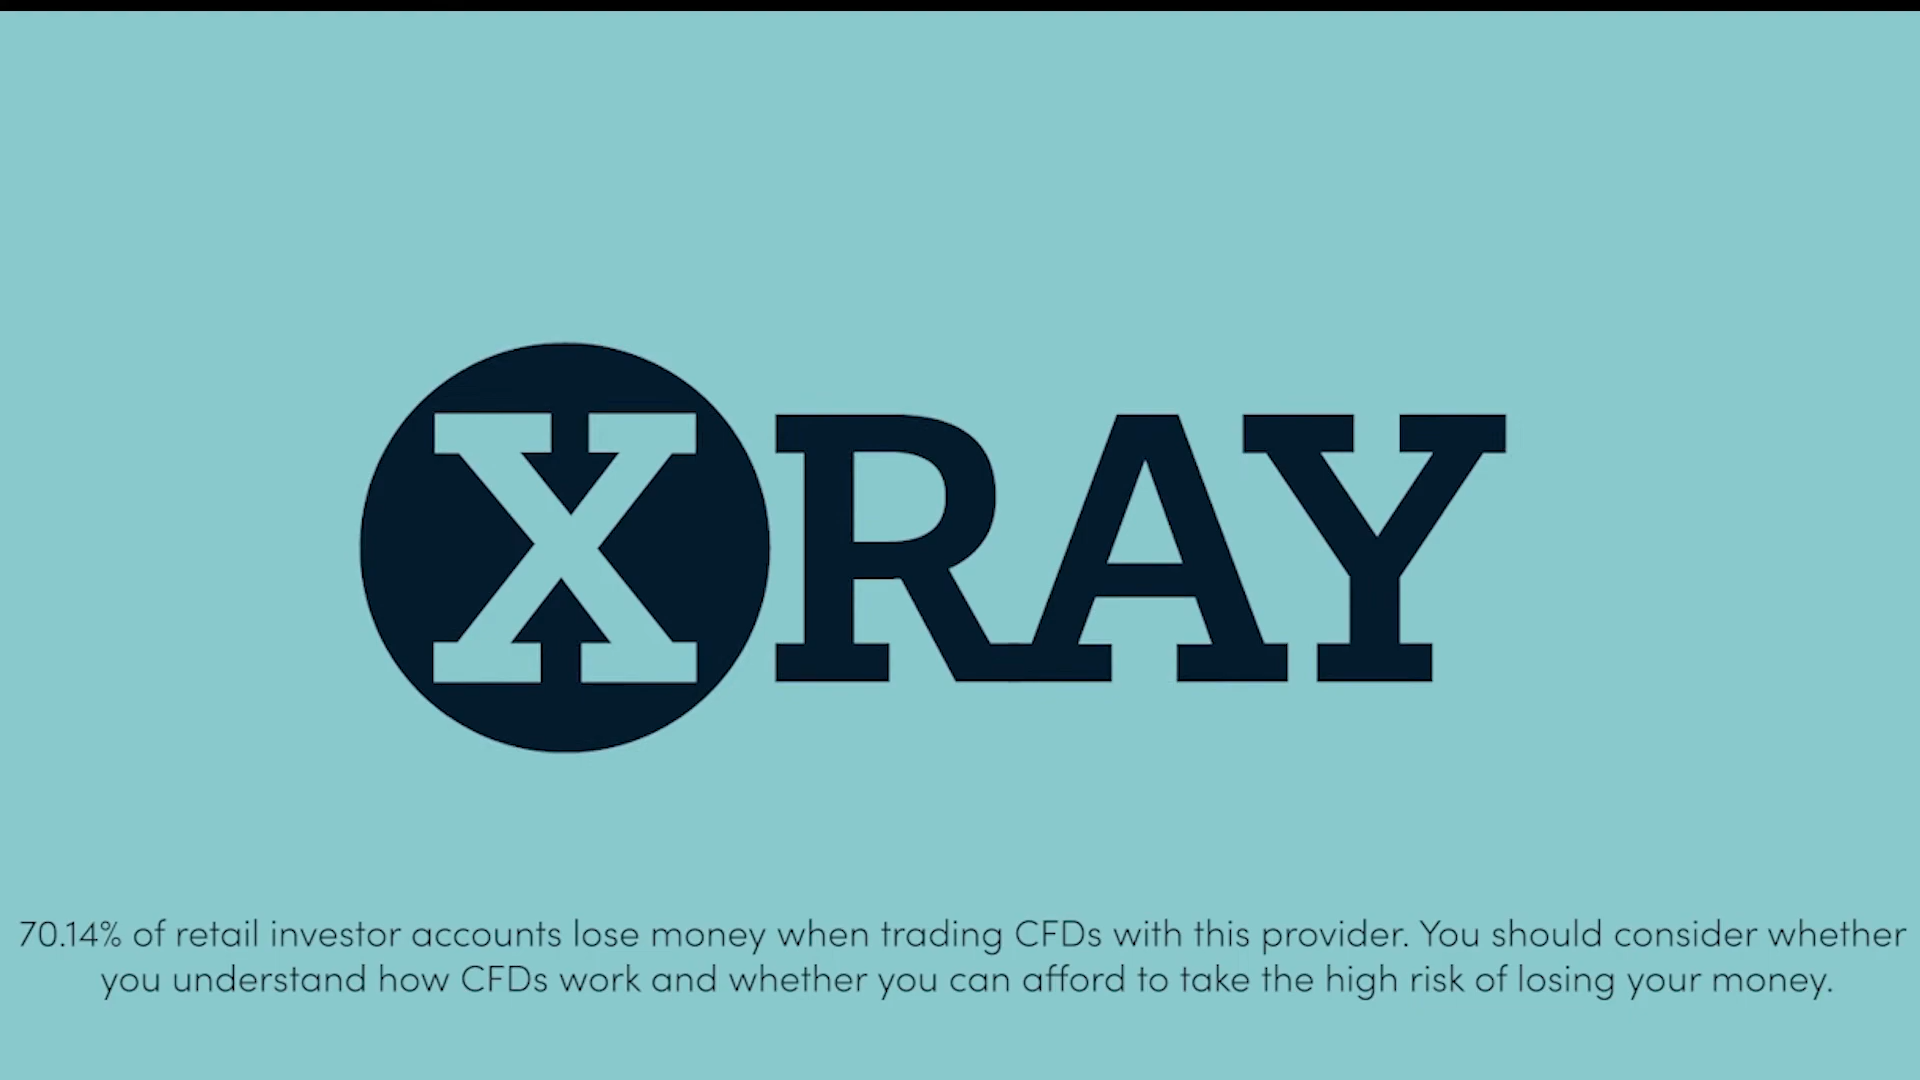 XRAY
70.14% of retail investor accounts lose money when trading CFDs with this provider. You should consider whether
you understand how CFDs work and whether you can afford to take the high risk of losing your money.